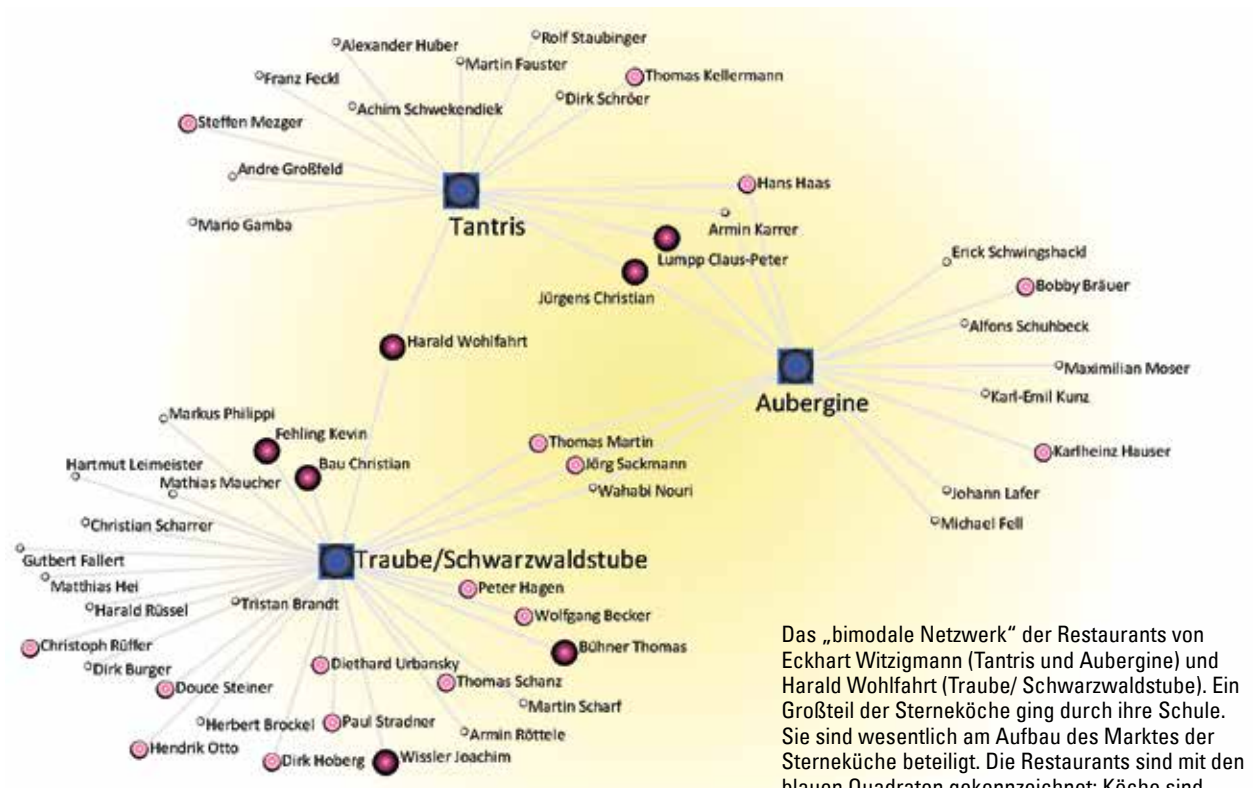 Alexander Huber
Rolf Staubinger
Martin Fauster
Franz Feckl
Thomas Kellermann
Dirk Schröer
Achim Schwekendiek
Steffen Mezger
Andre Großfeld
Hans Haas
Mario Gamba
Tantris
Armin Karrer
Lumpp Claus-Peter
Jürgens Christian
Erick Schwingshackl
Bobby Bräuer
Alfons Schuhbeck
Harald Wohlfahrt
Maximilian Moser
Karl-Emil Kunz
Aubergine
Markus Philippi
Fehling Kevin
Thomas Martin
Karlheinz Hauser
Hartmut Leimeister
Bau Christian
Jörg Sackmann
Mathias Maucher
Wahabi Nouri
Johann Lafer
Christian Scharrer
Michael Fell
Gutbert Fallert
Traube/Schwarzwaldstube
Matthias Hei
Peter Hagen
Harald Rüssel
Tristan Brandt
Wolfgang Becker
Christoph Rüffer
Bühner Thomas
Dirk Burger
Diethard Urbansky
Douce Steiner
Thomas Schanz
Martin Scharf
Herbert Brockel
Paul Stradner
Armin Röttele
Hendrik Otto
Dirk Hoberg
Wissler Joachim
Das „bimodale Netzwerk“ der Restaurants von
Eckhart Witzigmann (Tantris und Aubergine) und
Harald Wohlfahrt (Traube/ Schwarzwaldstube). Ein
Großteil der Sterneköche ging durch ihre Schule.
Sie sind wesentlich am Aufbau des Marktes der
Sterneküche beteiligt. Die Restaurants sind mit den
blauen Quadraten gekennzeichnet; Köche sind